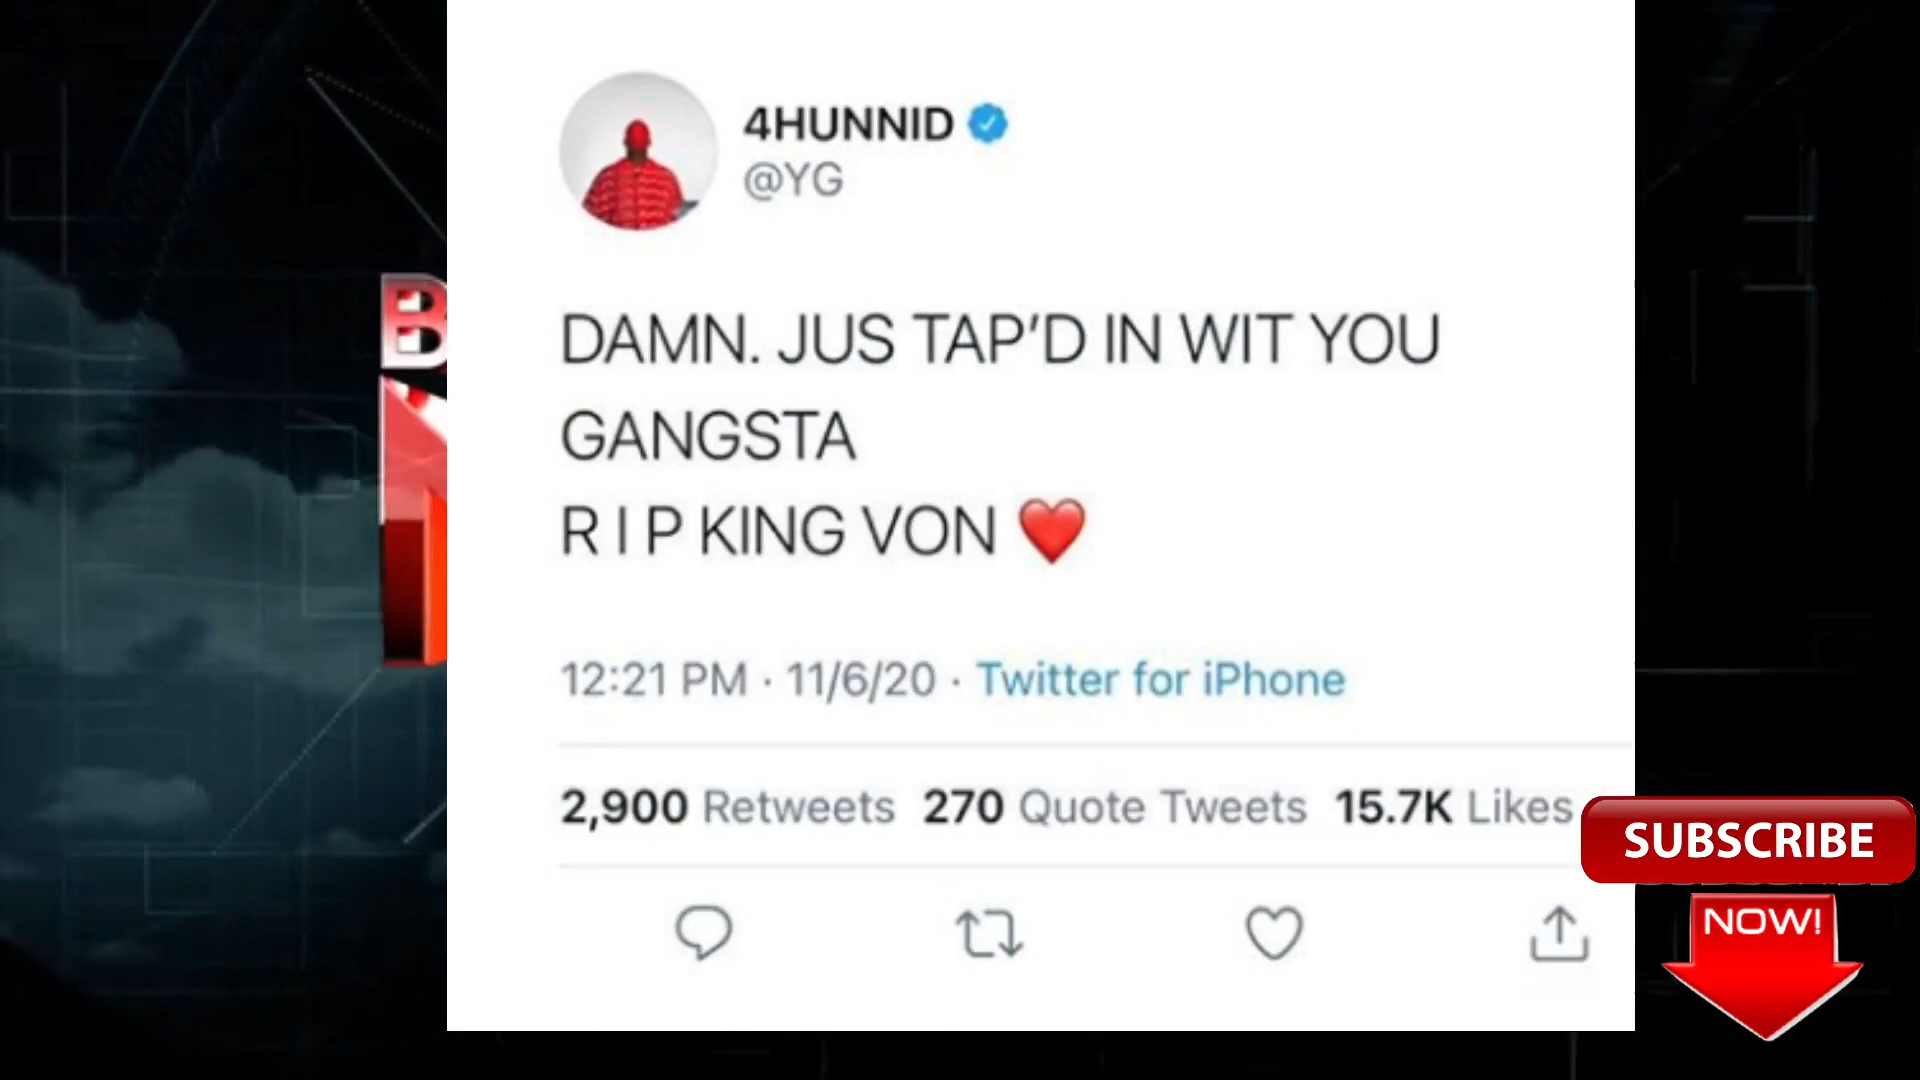 4HUNNID
@YG
DAMN. JUS TAP'D IN WIT YOU
GANGSTA
R I P KING VON ❤️
12:21 PM · 11/6/20 · Twitter for iPhone
2,900 Retweets 270 Quote Tweets 15.7K Likes
SUBSCRIBE
NOW!